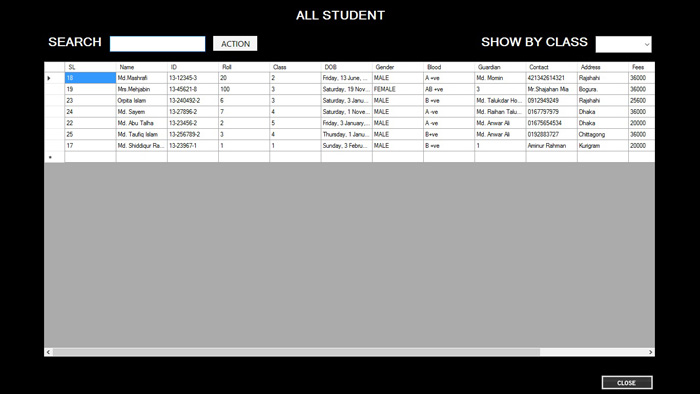 ALL STUDENT
SEARCH ACTION SHOW BY CLASS
SL Name ID Roll Class DOB Gender Blood Guardian Contact Address Fees
18 Md.Mashrafi 13-12345-3 20 2 Friday, 13 June, ... MALE A +ve Md. Momin 421342614321 Rajshahi 36000
19 Mrs.Mehjabin 13-45621-8 100 3 Saturday, 19 Nov... FEMALE AB +ve 3 Mr.Shajahan Mia Bogura. 36000
23 Orpita Islam 13-240492-2 6 3 Saturday, 3 Janu... MALE B +ve Md. Talukdar Ho... 0912949249 Rajshahi 25600
24 Md. Sayem 13-27896-2 7 4 Saturday, 1 Nove... MALE A -ve Md. Raihan Talu... 0167797979 Dhaka 36000
22 Md. Abu Talha 13-23456-2 2 5 Friday, 3 January,... MALE A -ve Md. Anwar Ali 01675654534 Dhaka 20000
25 Md. Taufiq Islam 13-256789-2 3 4 Thursday, 1 Janu... MALE B+ve Md. Anwar Ali 0192883727 Chittagong 36000
17 Md. Shiddiqur Ra... 13-23967-1 1 1 Sunday, 3 Febru... MALE B +ve 1 Aminur Rahman Kurigram 20000
CLOSE